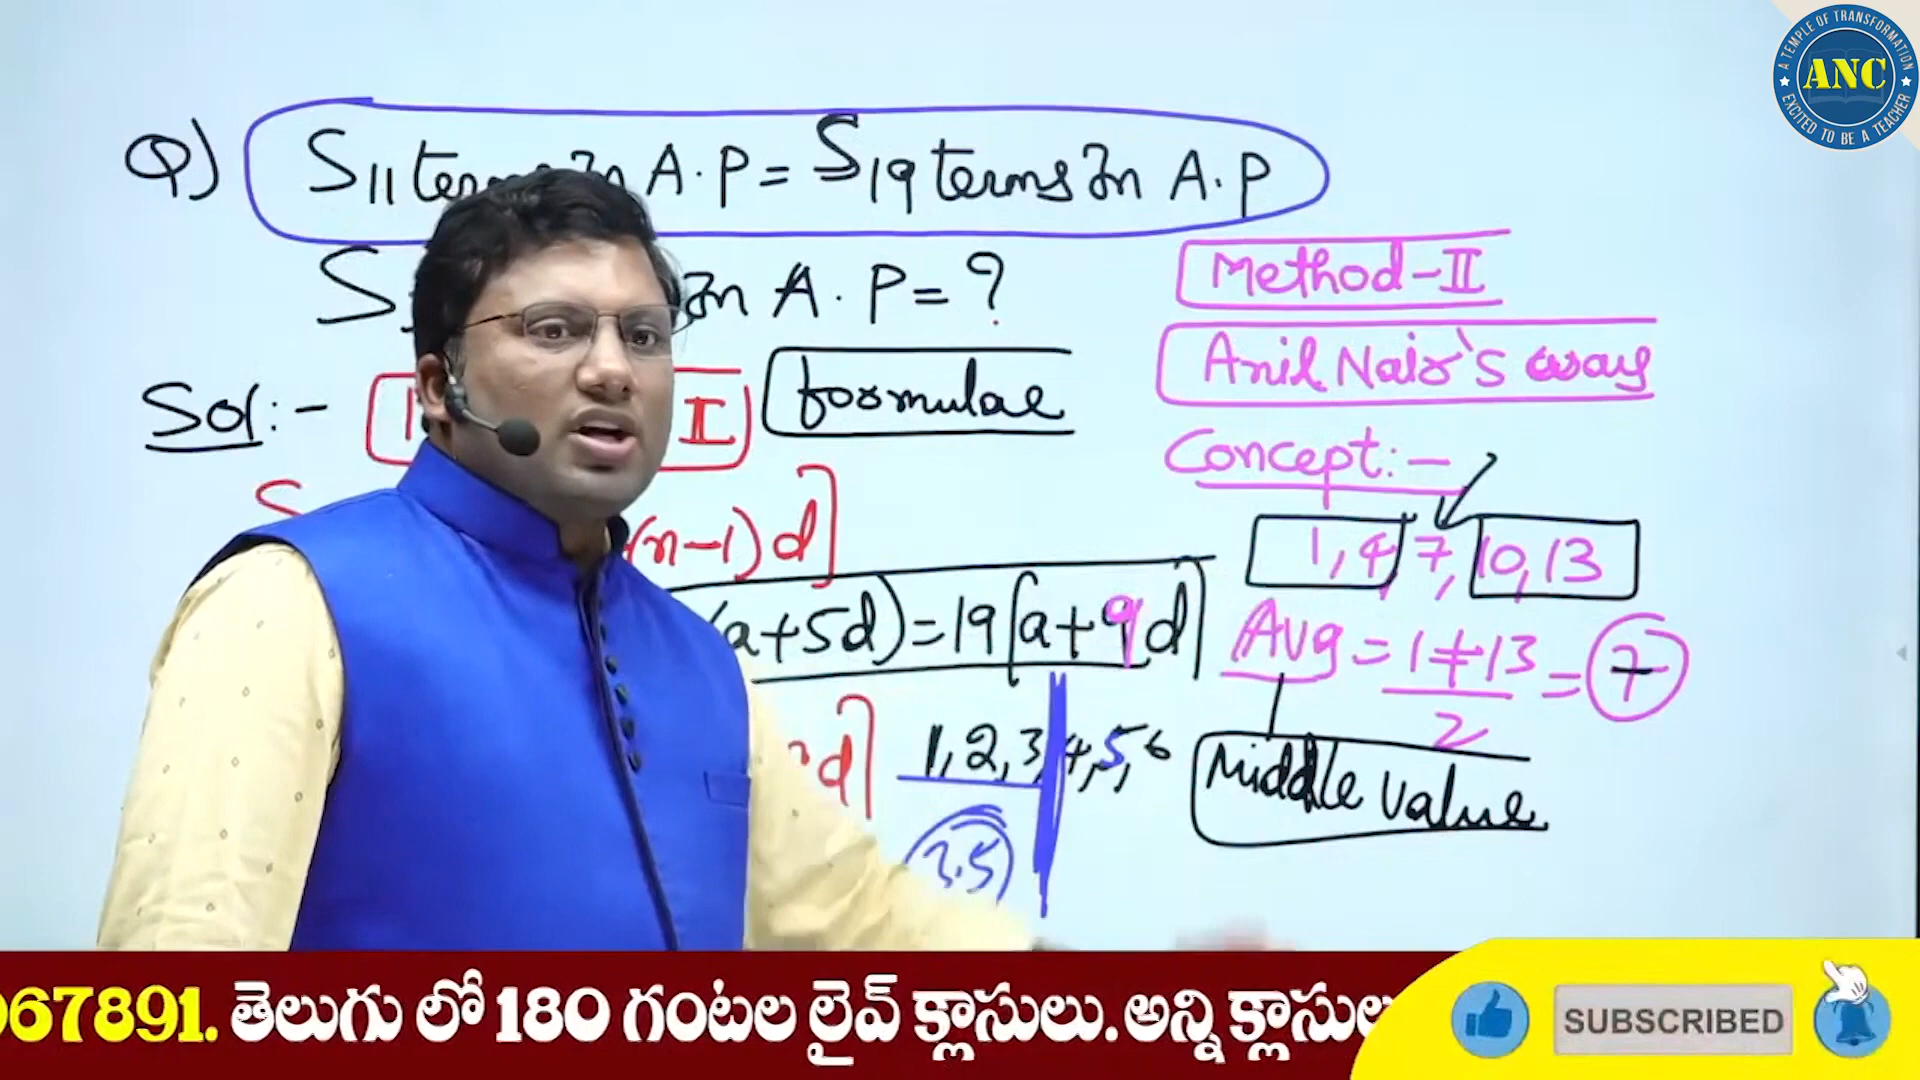 A TEMPLE OF TRANSFORMATION
ANC
EXCITED TO BE A TEACHER
Q) S11 terms In A.P = S19 terms In A.P
S In A.P = ?
Method-II
Sol:- I formulae
Anil Nair's way
Concept:-
(n-1)d]
1,4,7,10,13
(a+5d)=19[a+9d]
Avg = 1+13/2 = 7
d] 1,2,3,4,5,6
Middle value
3.5
067891. తెలుగు లో 180 గంటల లైవ్ క్లాసులు. అన్ని క్లాసుల
SUBSCRIBED